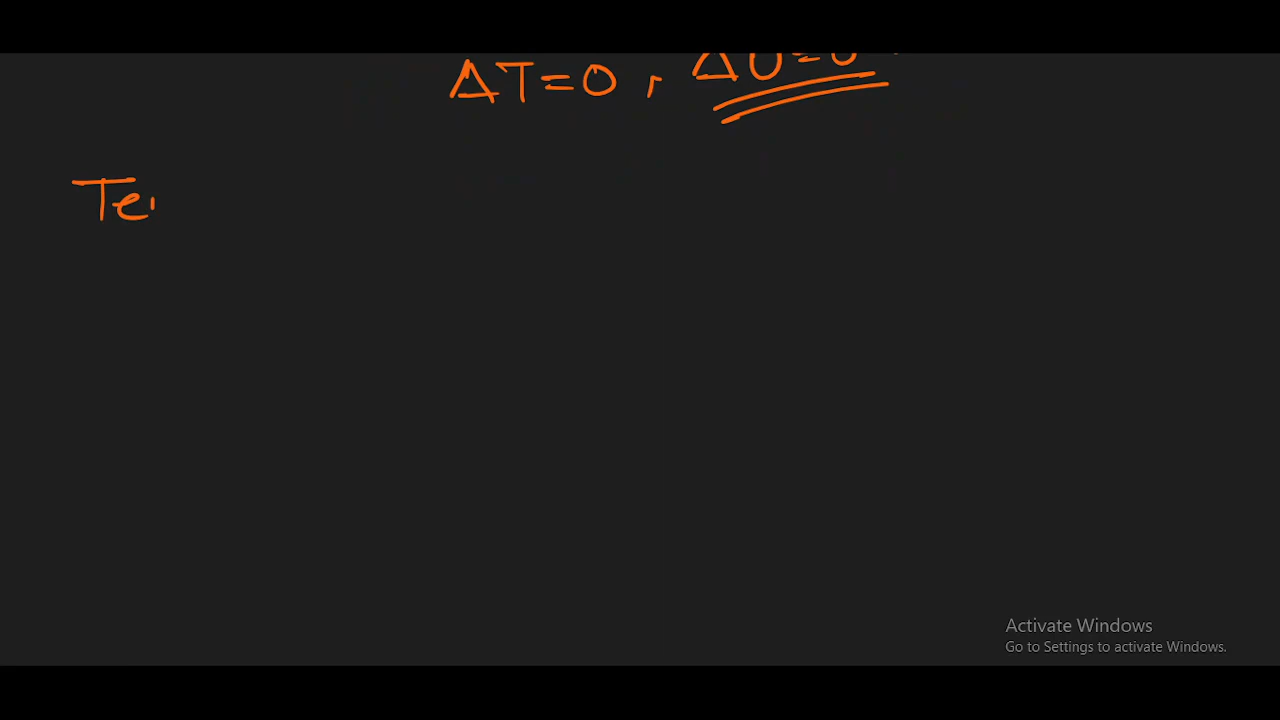 ΔT=0, ΔU=0
Te
Activate Windows
Go to Settings to activate Windows.